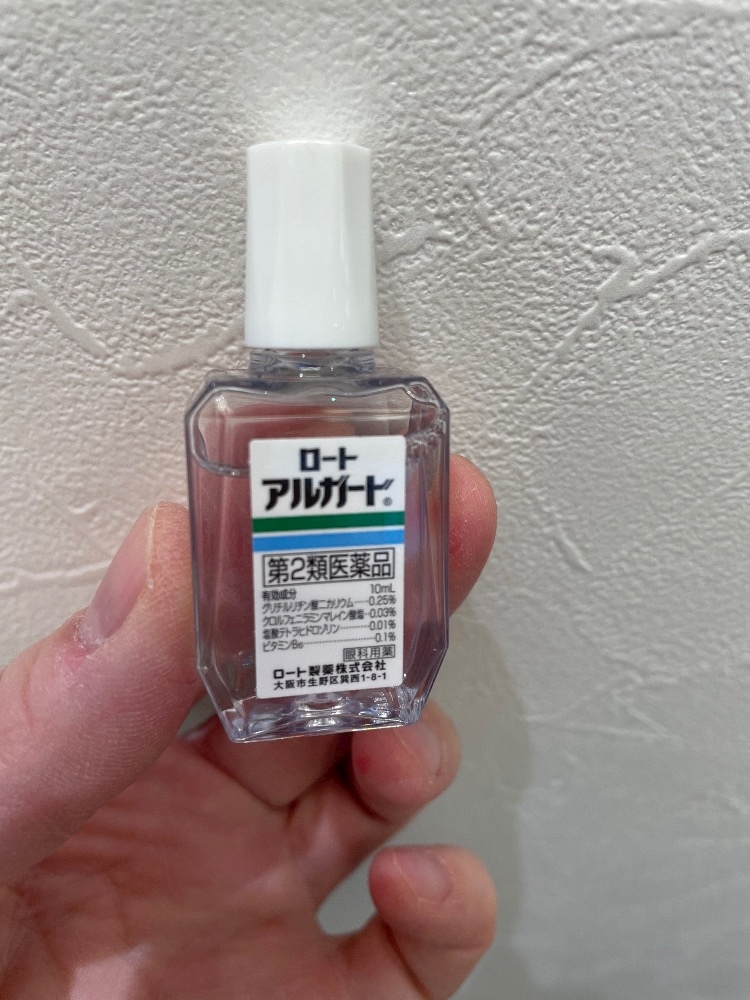 ロート
アルガード®
第2類医薬品
有効成分 10mL
グリチルリチン酸二カリウム……0.25%
クロルフェニラミンマレイン酸塩…0.03%
塩酸テトラヒドロゾリン…………0.01%
ビタミンB6…………………0.1%
眼科用薬
ロート製薬株式会社
大阪市生野区巽西1-8-1